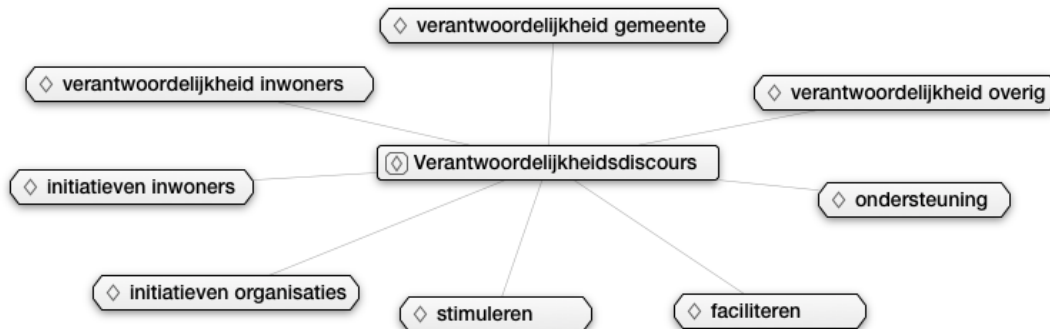 verantwoordelijkheid gemeente
verantwoordelijkheid inwoners
verantwoordelijkheid overig
Verantwoordelijkheidsdiscours
initiatieven inwoners
ondersteuning
initiatieven organisaties
stimuleren
faciliteren